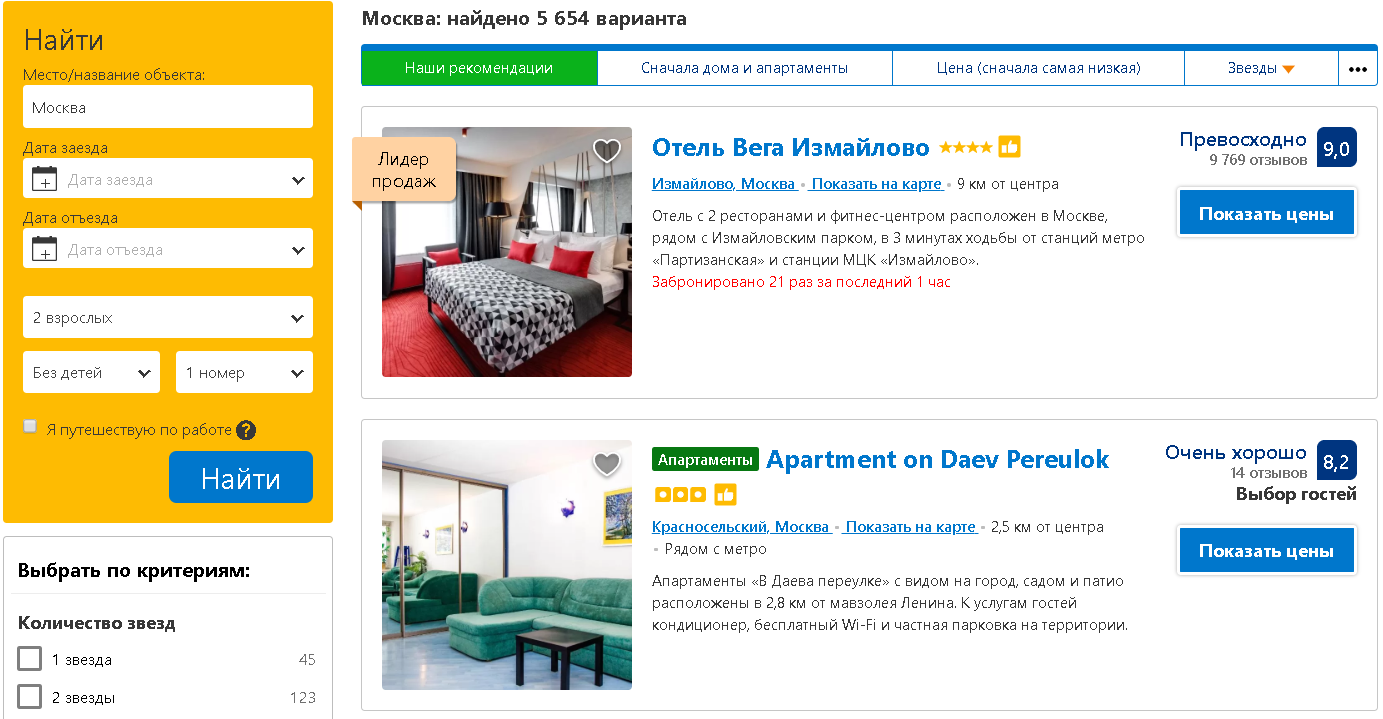 Найти
Место/название объекта:
Москва
Дата заезда
Дата заезда
Дата отъезда
Дата отъезда
2 взрослых
Без детей
1 номер
Я путешествую по работе ?
Найти
Выбрать по критериям:
Количество звезд
1 звезда 45
2 звезды 123
Москва: найдено 5 654 варианта
Наши рекомендации
Сначала дома и апартаменты
Цена (сначала самая низкая)
Звезды
Лидер
продаж
Отель Вега Измайлово
Измайлово, Москва Показать на карте 9 км от центра
Отель с 2 ресторанами и фитнес-центром расположен в Москве,
рядом с Измайловским парком, в 3 минутах ходьбы от станций метро
«Партизанская» и станции МЦК «Измайлово».
Забронировано 21 раз за последний 1 час
Превосходно 9,0
9 769 отзывов
Показать цены
Апартаменты Apartment on Daev Pereulok
Красносельский, Москва Показать на карте 2,5 км от центра
Рядом с метро
Апартаменты «В Даева переулке» с видом на город, садом и патио
расположены в 2,8 км от мавзолея Ленина. К услугам гостей
кондиционер, бесплатный Wi-Fi и частная парковка на территории.
Очень хорошо 8,2
14 отзывов
Выбор гостей
Показать цены